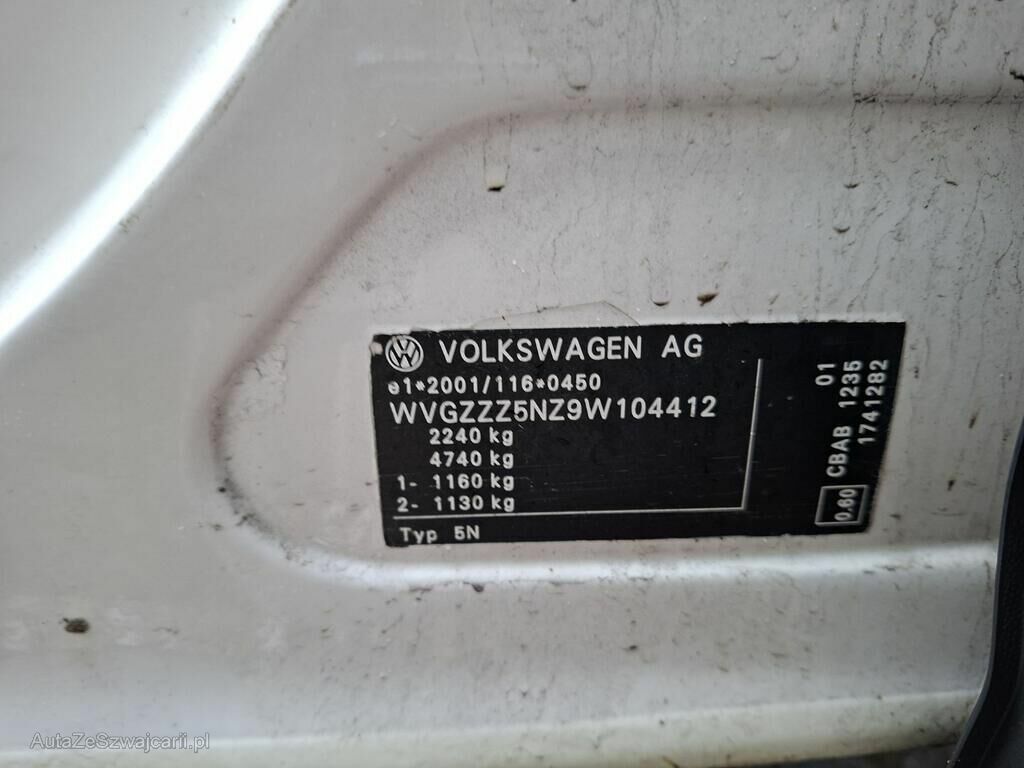 VOLKSWAGEN AG
e1*2001/116*0450
WVGZZZ5NZ9W104412
2240 kg
4740 kg
1- 1160 kg
2- 1130 kg
Typ 5N
01
CBAB 1235
1741282
0.60
AutaZeSzwajcarii.pl